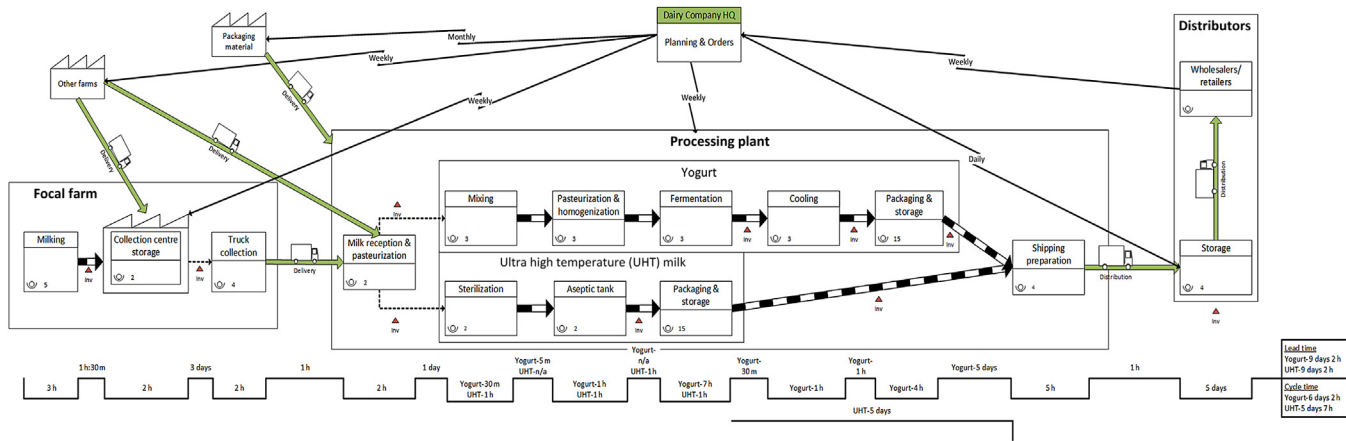 Dairy Company HQ
Planning & Orders
Packaging
material
Other farms
Monthly
Weekly
Weekly
Weekly
Weekly
Daily
Delivery
Delivery
Delivery
Distributors
Wholesalers/
retailers
Distribution
Storage
4
Inv
Focal farm
Milking
5
Inv
Collection centre
storage
2
Inv
Truck
collection
4
Delivery
Processing plant
Milk reception &
pasteurization
2
Inv
Inv
Yogurt
Mixing
3
Pasteurization &
homogenization
3
Fermentation
3
Inv
Cooling
3
Inv
Packaging
& storage
15
Inv
Ultra high temperature (UHT) milk
Sterilization
2
Aseptic tank
2
Inv
Packaging
& storage
15
Inv
Shipping
preparation
4
Distribution
3 h
1 h:30 m
2 h
3 days
2 h
1 h
2 h
1 day
Yogurt-30 m
UHT-1 h
Yogurt-5 m
UHT-n/a
Yogurt-1 h
UHT-1 h
Yogurt-
n/a
UHT-1 h
Yogurt-7 h
UHT-1 h
Yogurt-
30 m
Yogurt-1 h
Yogurt-
1 h
Yogurt-4 h
Yogurt-5 days
UHT-5 days
5 h
1 h
5 days
Lead time
Yogurt-9 days 2 h
UHT-9 days 2 h
Cycle time
Yogurt-6 days 2 h
UHT-5 days 7 h